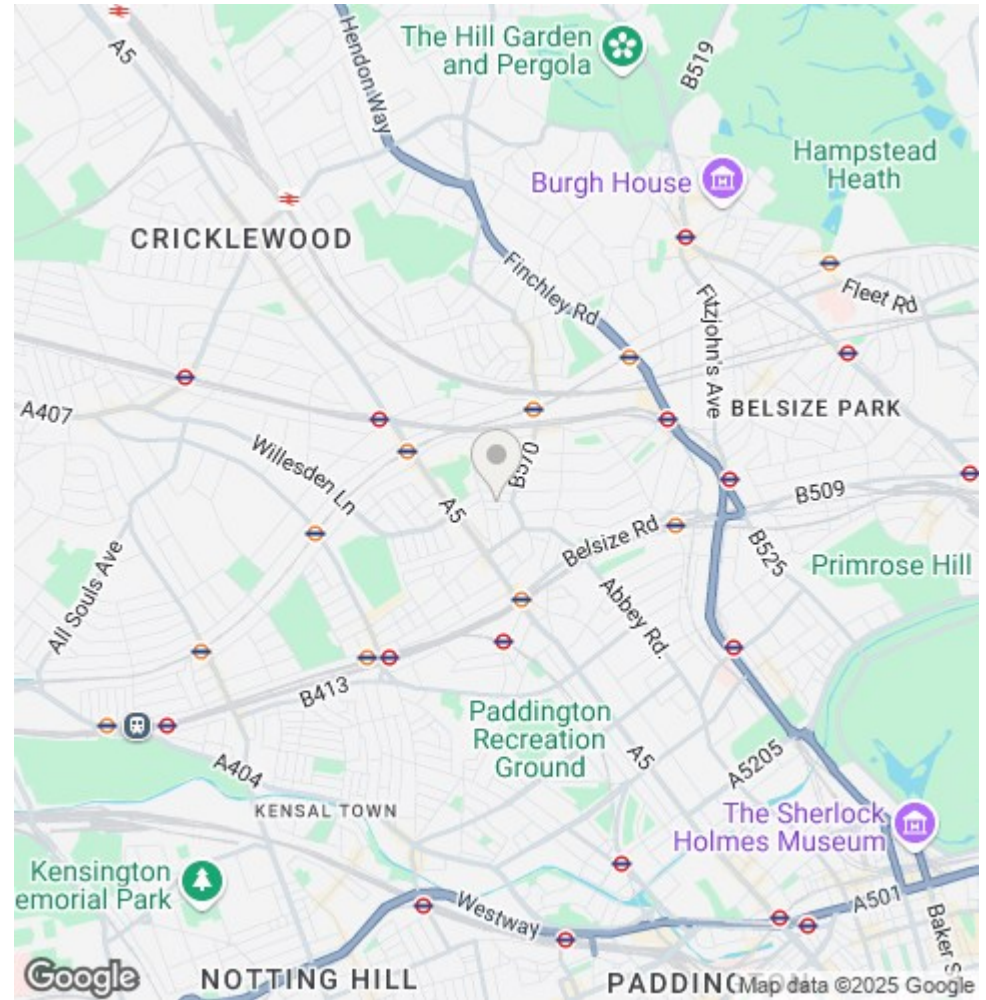 A5
Hendon Way
The Hill Garden
and Pergola
B519
Hampstead
Heath
Burgh House
CRICKLEWOOD
Finchley Rd
Fitzjohn's Ave
Fleet Rd
A407
BELSIZE PARK
Willesden Ln
B570
A5
B509
Belsize Rd
B525
Primrose Hill
All Souls Ave
Abbey Rd.
B413
Paddington
Recreation
Ground
A5
A5205
A404
KENSAL TOWN
The Sherlock
Holmes Museum
Kensington
emorial Park
Westway
A501
Baker S
Google
NOTTING HILL
PADDINGTON
Map data ©2025 Google